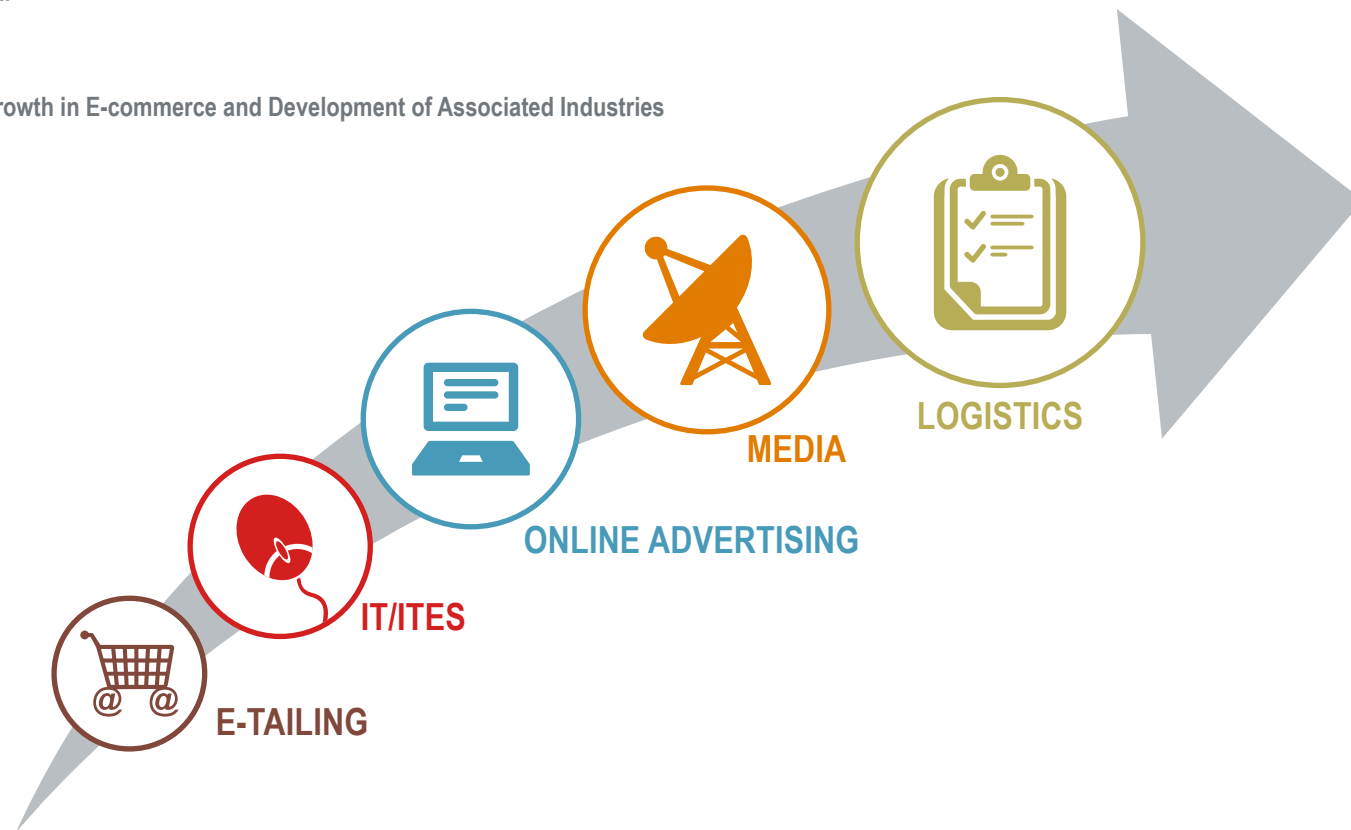 rowth in E-commerce and Development of Associated Industries
LOGISTICS
MEDIA
ONLINE ADVERTISING
IT/ITES
@ @
E-TAILING